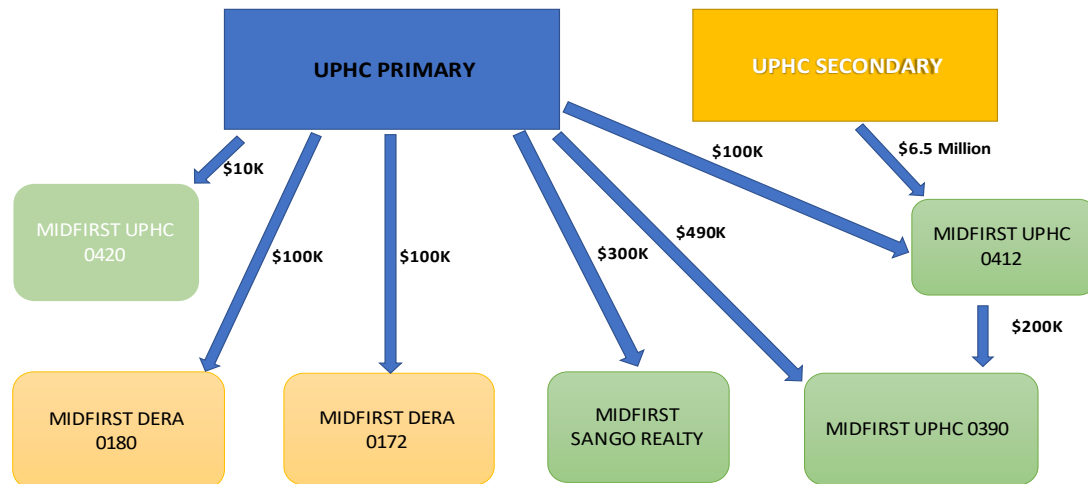 UPHC PRIMARY
UPHC SECONDARY
$10K
$100K
$100K
$300K
$490K
$100K
$6.5 Million
MIDFIRST UPHC
0420
MIDFIRST UPHC
0412
$200K
MIDFIRST DERA
0180
MIDFIRST DERA
0172
MIDFIRST
SANGO REALTY
MIDFIRST UPHC 0390